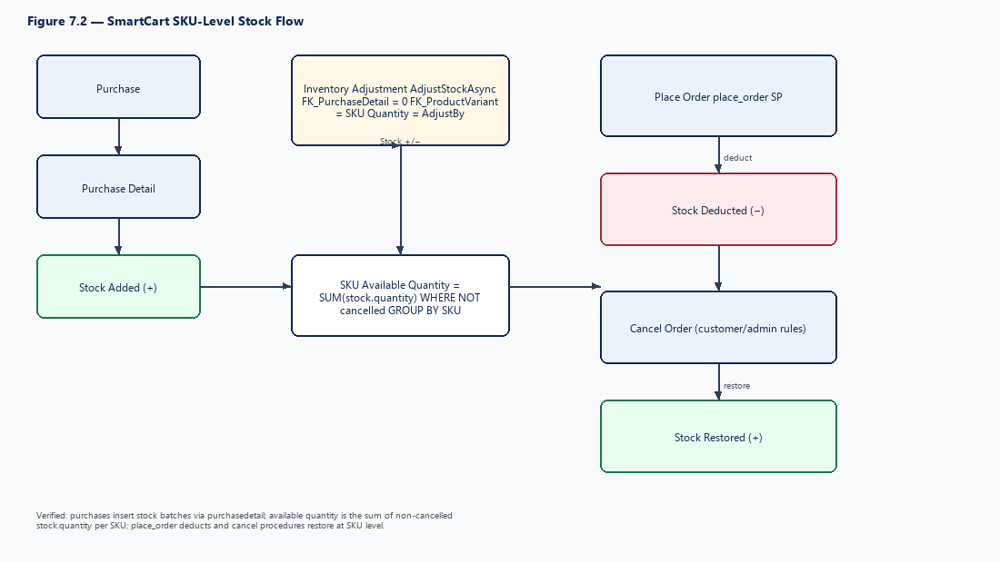 Figure 7.2 — SmartCart SKU-Level Stock Flow
Purchase
Purchase Detail
Stock Added (+)
Inventory Adjustment AdjustStockAsync
FK_PurchaseDetail = 0 FK_ProductVariant
= SKU Quantity = AdjustBy
Stock +/−
SKU Available Quantity =
SUM(stock.quantity) WHERE NOT
cancelled GROUP BY SKU
Place Order place_order SP
deduct
Stock Deducted (−)
Cancel Order (customer/admin rules)
restore
Stock Restored (+)
Verified: purchases insert stock batches via purchasedetail; available quantity is the sum of non-cancelled
stock.quantity per SKU; place_order deducts and cancel procedures restore at SKU level.